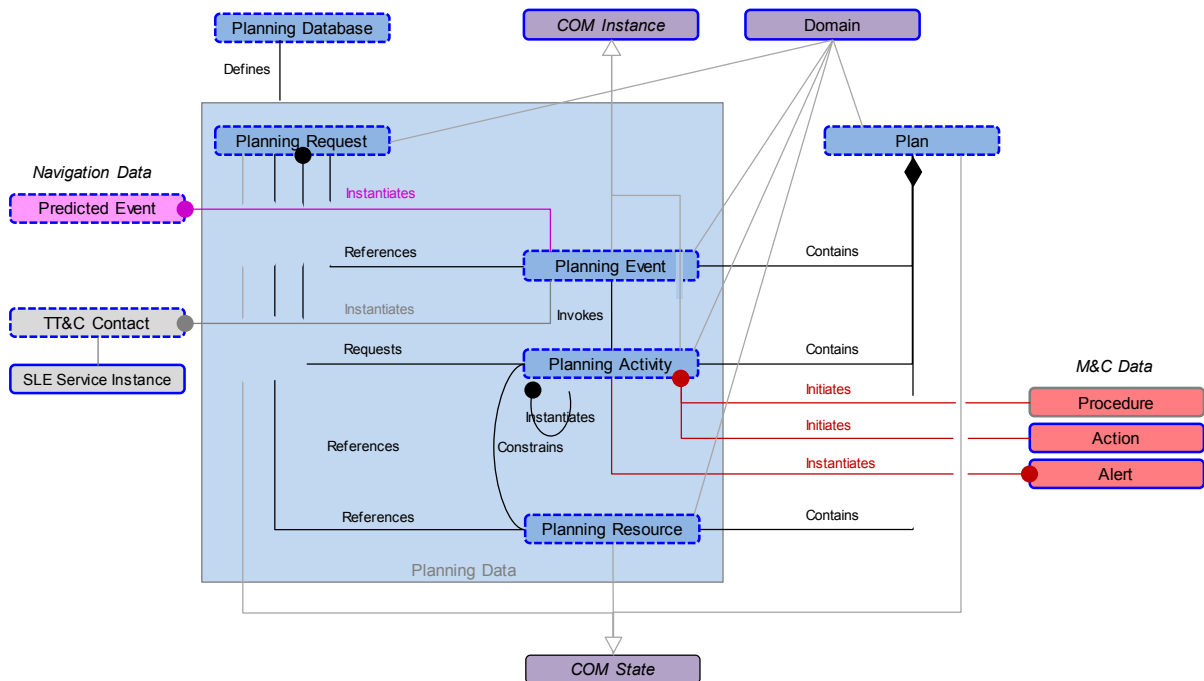 Planning Database
COM Instance
Domain
Defines
Planning Request
Plan
Navigation Data
Predicted Event
Instantiates
References
Planning Event
Contains
TT&C Contact
Instantiates
Invokes
Requests
Planning Activity
Contains
SLE Service Instance
M&C Data
Initiates
Procedure
Instantiates
Initiates
Action
References
Constrains
Instantiates
Alert
References
Planning Resource
Contains
Planning Data
COM State